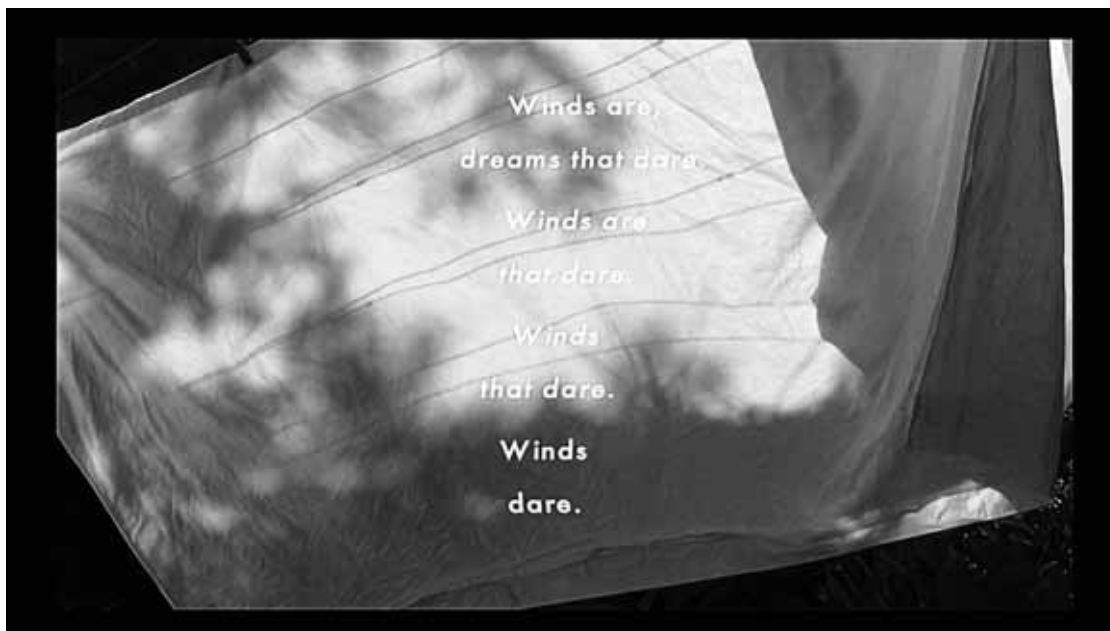 Winds are,
dreams that dare.
Winds are
that dare.
Winds
that dare.
Winds
dare.